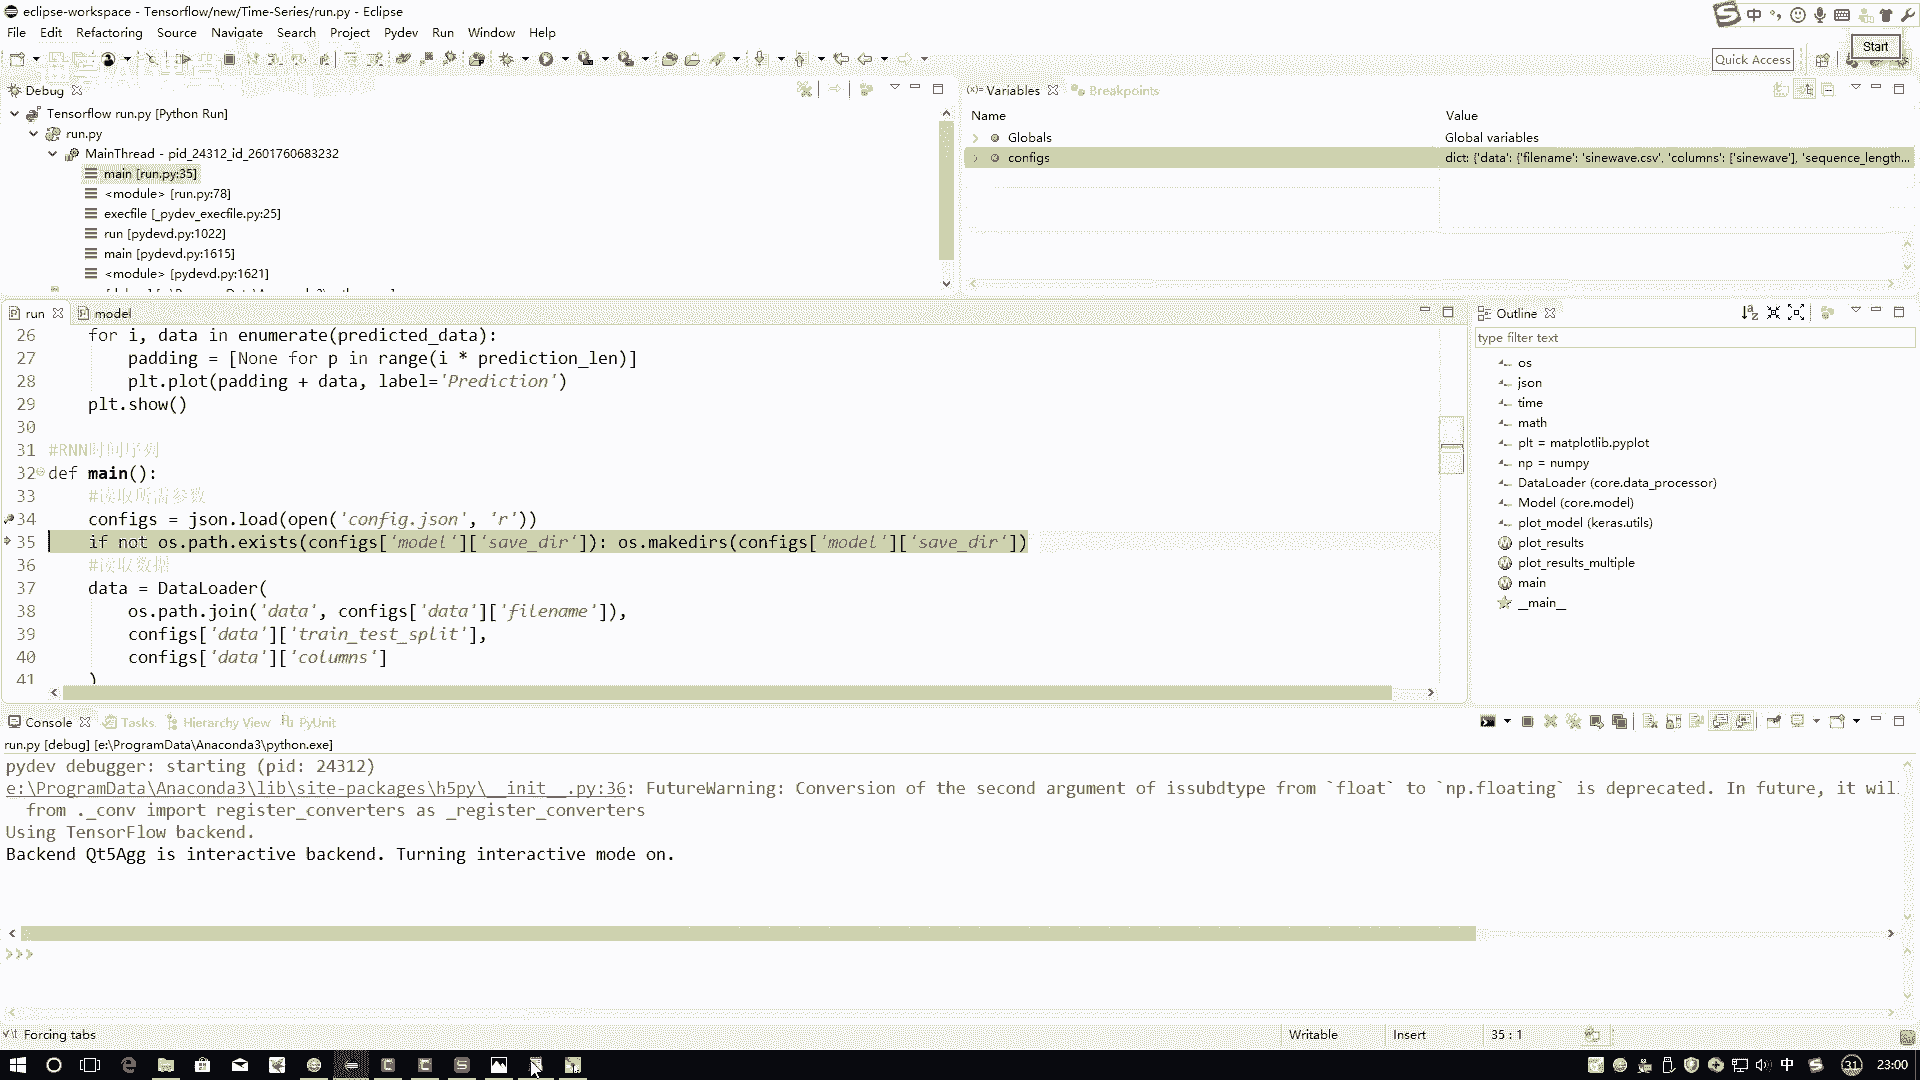 eclipse-workspace - Tensorflow/new/Time-Series/run.py - Eclipse
中
File Edit Refactoring Source Navigate Search Project Pydev Run Window Help
Start
Quick Access
Debug
Tensorflow run.py [Python Run]
run.py
MainThread - pid_24312_id_2601760683232
main [run.py:35]
<module> [run.py:78]
execfile [_pydev_execfile.py:25]
run [pydevd.py:1022]
main [pydevd.py:1615]
<module> [pydevd.py:1621]
(x)= Variables Breakpoints
Name Value
Globals Global variables
configs dict: {'data': {'filename': 'sinewave.csv', 'columns': ['sinewave'], 'sequence_length...
run model
26 for i, data in enumerate(predicted_data):
27 padding = [None for p in range(i * prediction_len)]
28 plt.plot(padding + data, label='Prediction')
29 plt.show()
30
31 #RNN时间序列
32 def main():
33 #读取所需参数
34 configs = json.load(open('config.json', 'r'))
35 if not os.path.exists(configs['model']['save_dir']): os.makedirs(configs['model']['save_dir'])
36 #读取数据
37 data = DataLoader(
38 os.path.join('data', configs['data']['filename']),
39 configs['data']['train_test_split'],
40 configs['data']['columns']
41 )
Outline
type filter text
os
json
time
math
plt = matplotlib.pyplot
np = numpy
DataLoader (core.data_processor)
Model (core.model)
plot_model (keras.utils)
plot_results
plot_results_multiple
main
__main__
Console Tasks Hierarchy View PyUnit
run.py [debug] [e:\ProgramData\Anaconda3\python.exe]
pydev debugger: starting (pid: 24312)
e:\ProgramData\Anaconda3\lib\site-packages\h5py\__init__.py:36: FutureWarning: Conversion of the second argument of issubdtype from `float` to `np.floating` is deprecated. In future, it wil
from ._conv import register_converters as _register_converters
Using TensorFlow backend.
Backend Qt5Agg is interactive backend. Turning interactive mode on.
>>>
Forcing tabs Writable Insert 35 : 1
中 31 23:00